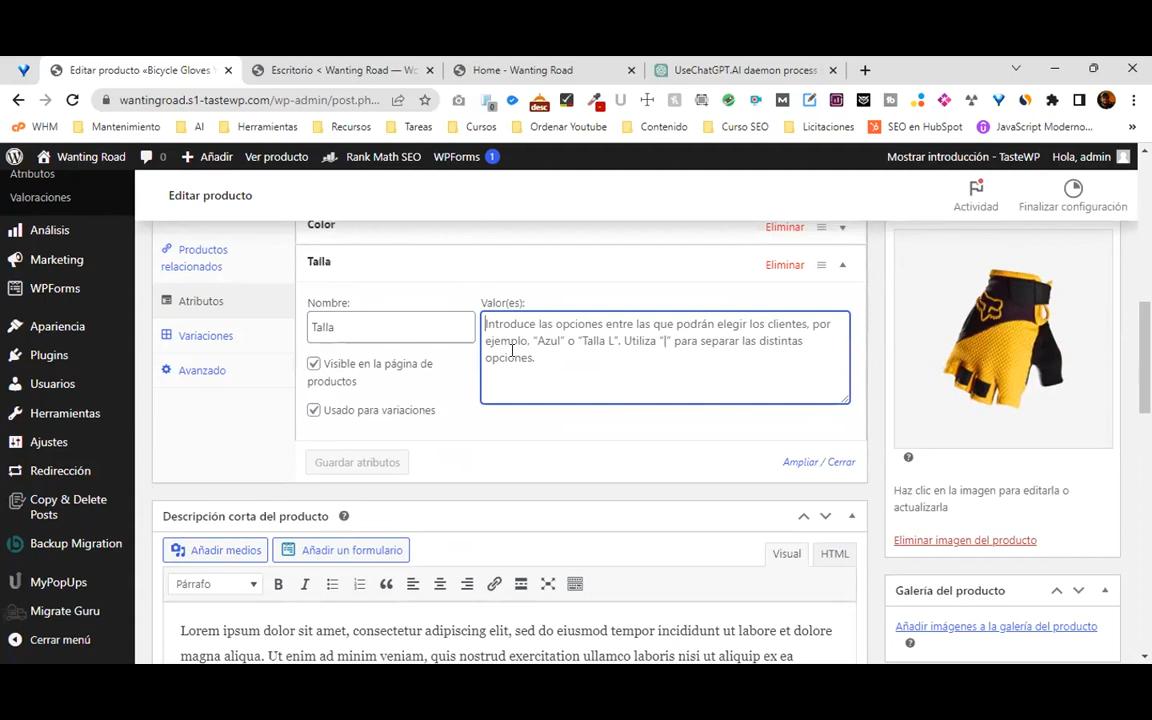 Editar producto «Bicycle Gloves Y
Escritorio < Wanting Road — Wo
Home - Wanting Road
UseChatGPT.AI daemon process
wantingroad.s1-tastewp.com/wp-admin/post.ph...
WHM
Mantenimiento
AI
Herramientas
Recursos
Tareas
Cursos
Ordenar Youtube
Contenido
Curso SEO
Licitaciones
SEO en HubSpot
JavaScript Moderno...
Wanting Road
0
Añadir
Ver producto
Rank Math SEO
WPForms
1
Mostrar introducción - TasteWP
Hola, admin
Atributos
Valoraciones
Análisis
Marketing
WPForms
Apariencia
Plugins
Usuarios
Herramientas
Ajustes
Redirección
Copy & Delete
Posts
Backup Migration
MyPopUps
Migrate Guru
Cerrar menú
Editar producto
Actividad
Finalizar configuración
Productos
relacionados
Atributos
Variaciones
Avanzado
Color
Eliminar
Talla
Eliminar
Nombre:
Talla
Visible en la página de
productos
Usado para variaciones
Valor(es):
Introduce las opciones entre las que podrán elegir los clientes, por
ejemplo, “Azul” o “Talla L”. Utiliza “|” para separar las distintas
opciones.
Guardar atributos
Ampliar / Cerrar
Descripción corta del producto
Añadir medios
Añadir un formulario
Visual
HTML
Párrafo
B
I
Lorem ipsum dolor sit amet, consectetur adipiscing elit, sed do eiusmod tempor incididunt ut labore et dolore
magna aliqua. Ut enim ad minim veniam, quis nostrud exercitation ullamco laboris nisi ut aliquip ex ea
Haz clic en la imagen para editarla o
actualizarla
Eliminar imagen del producto
Galería del producto
Añadir imágenes a la galería del producto